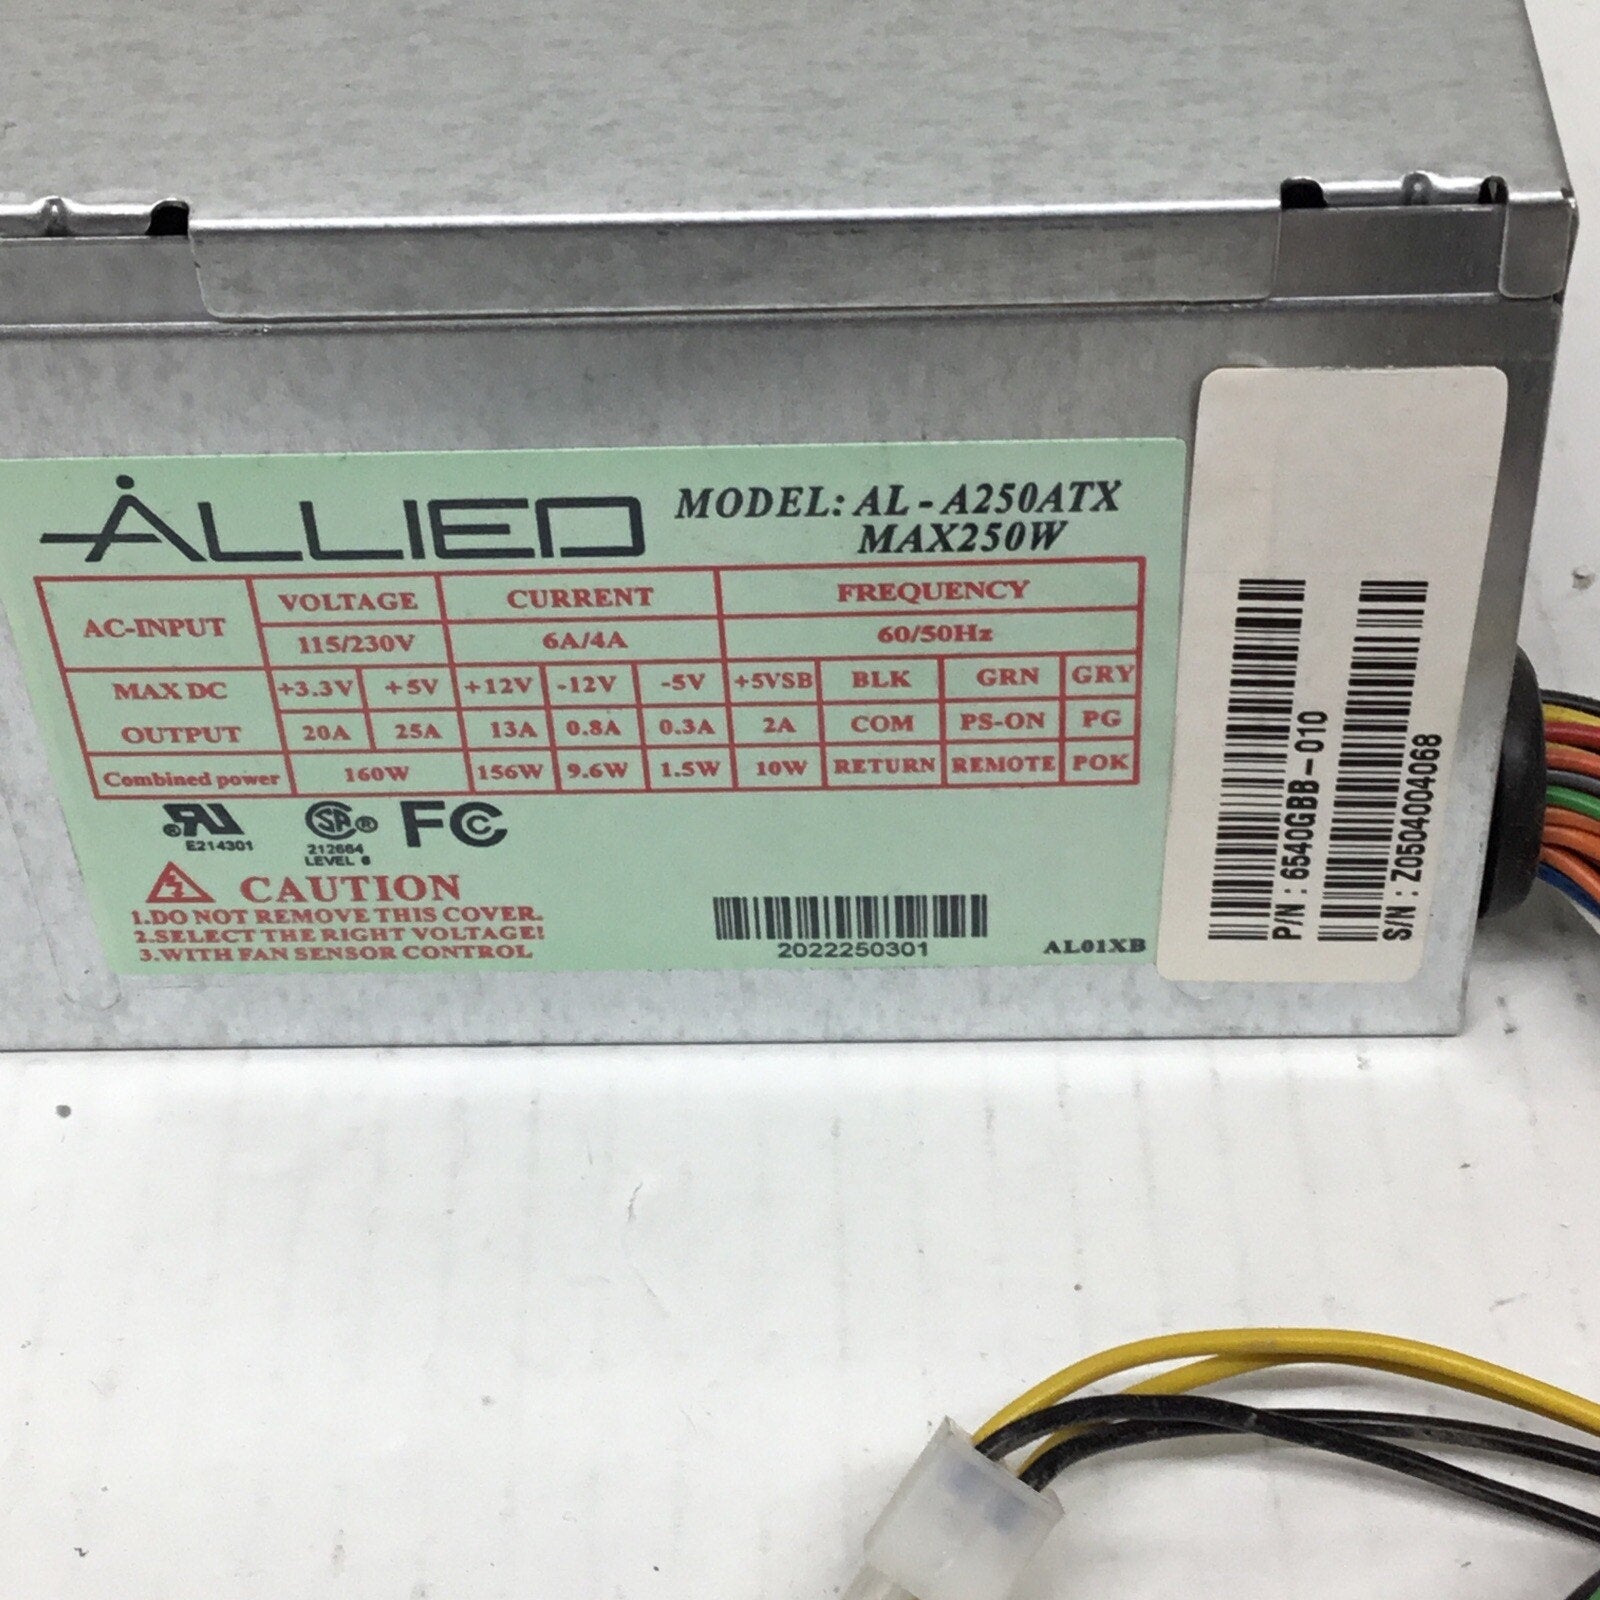 ALLIED
MODEL: AL - A250ATX
MAX250W
AC-INPUT VOLTAGE CURRENT FREQUENCY
115/230V 6A/4A 60/50Hz
MAX DC +3.3V +5V +12V -12V -5V +5VSB BLK GRN GRY
OUTPUT 20A 25A 13A 0.8A 0.3A 2A COM PS-ON PG
Combined power 160W 156W 9.6W 1.5W 10W RETURN REMOTE POK
RU ®
E214301
SA ®
212664
LEVEL 6
FC
CAUTION
1.DO NOT REMOVE THIS COVER.
2.SELECT THE RIGHT VOLTAGE!
3.WITH FAN SENSOR CONTROL
2022250301
AL01XB
P/N : 6540GBB-010
S/N : Z0504004068